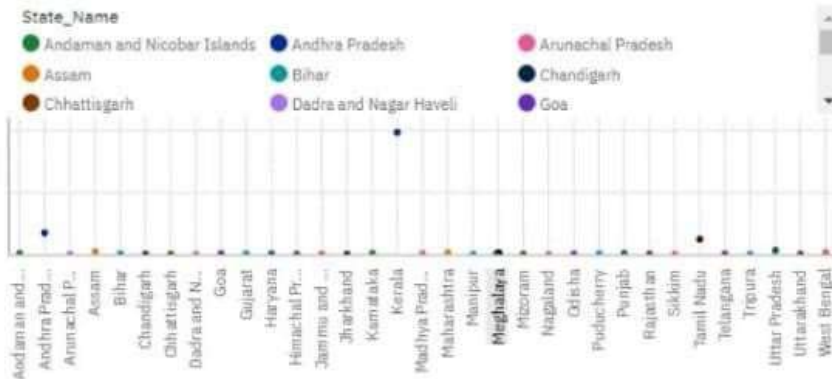 State_Name
Andaman and Nicobar Islands Andhra Pradesh Arunachal Pradesh
Assam Bihar Chandigarh
Chhattisgarh Dadra and Nagar Haveli Goa
Andaman and...
Andhra Prad...
Arunachal P...
Assam
Bihar
Chandigarh
Chhattisgarh
Dadra and N...
Goa
Gujarat
Haryana
Himachal Pr...
Jammu and ...
Jharkhand
Karnataka
Kerala
Madhya Prad...
Maharashtra
Manipur
Meghalaya
Mizoram
Nagaland
Odisha
Puducherry
Punjab
Rajasthan
Sikkim
Tamil Nadu
Telangana
Tripura
Uttar Pradesh
Uttarakhand
West Bengal